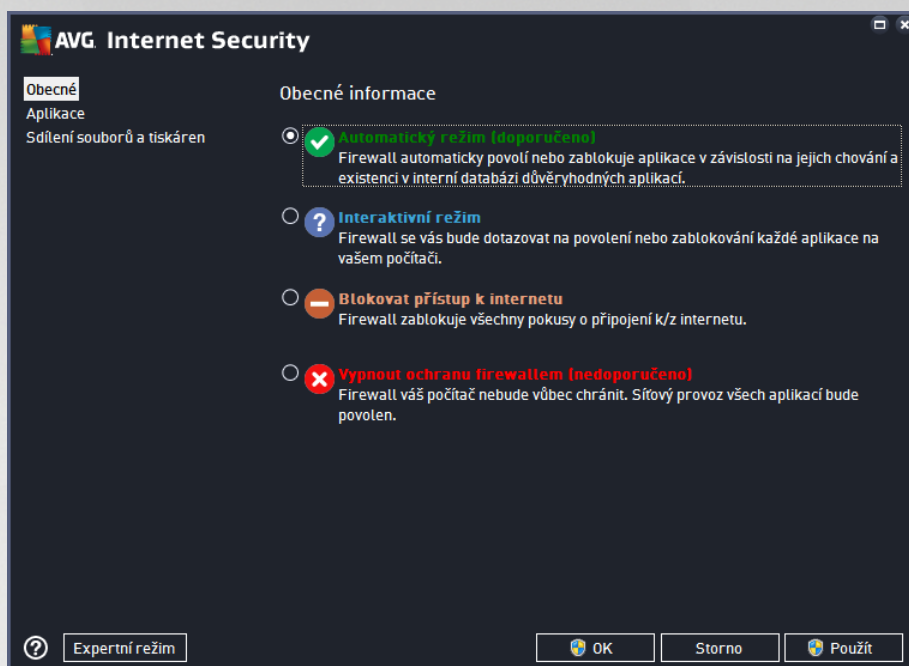 AVG Internet Security
Obecné
Aplikace
Sdílení souborů a tiskáren
Obecné informace
Automatický režim (doporučeno)
Firewall automaticky povolí nebo zablokuje aplikace v závislosti na jejich chování a
existenci v interní databázi důvěryhodných aplikací.
Interaktivní režim
Firewall se vás bude dotazovat na povolení nebo zablokování každé aplikace na
vašem počítači.
Blokovat přístup k internetu
Firewall zablokuje všechny pokusy o připojení k/z internetu.
Vypnout ochranu firewallem (nedoporučeno)
Firewall váš počítač nebude vůbec chránit. Síťový provoz všech aplikací bude
povolen.
Expertní režim
OK
Storno
Použít